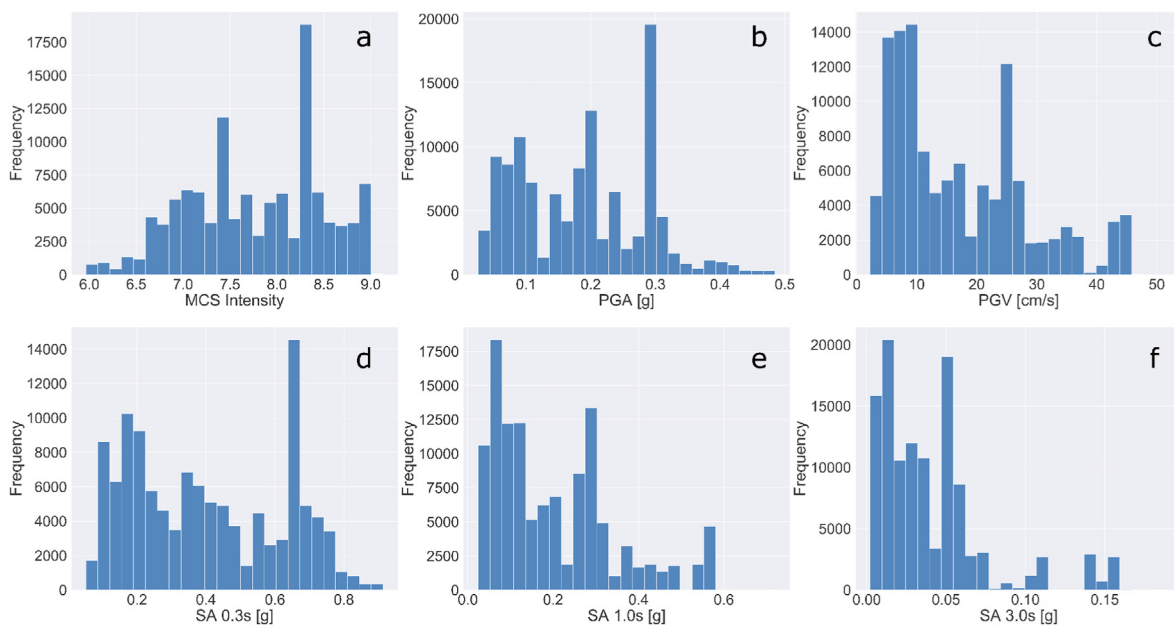 a
Frequency
17500
15000
12500
10000
7500
5000
2500
0
6.0 6.5 7.0 7.5 8.0 8.5 9.0
MCS Intensity
b
Frequency
20000
15000
10000
5000
0
0.1 0.2 0.3 0.4 0.5
PGA [g]
c
Frequency
14000
12000
10000
8000
6000
4000
2000
0
0 10 20 30 40 50
PGV [cm/s]
d
Frequency
14000
12000
10000
8000
6000
4000
2000
0
0.2 0.4 0.6 0.8
SA 0.3s [g]
e
Frequency
17500
15000
12500
10000
7500
5000
2500
0
0.0 0.2 0.4 0.6
SA 1.0s [g]
f
Frequency
20000
15000
10000
5000
0
0.00 0.05 0.10 0.15
SA 3.0s [g]